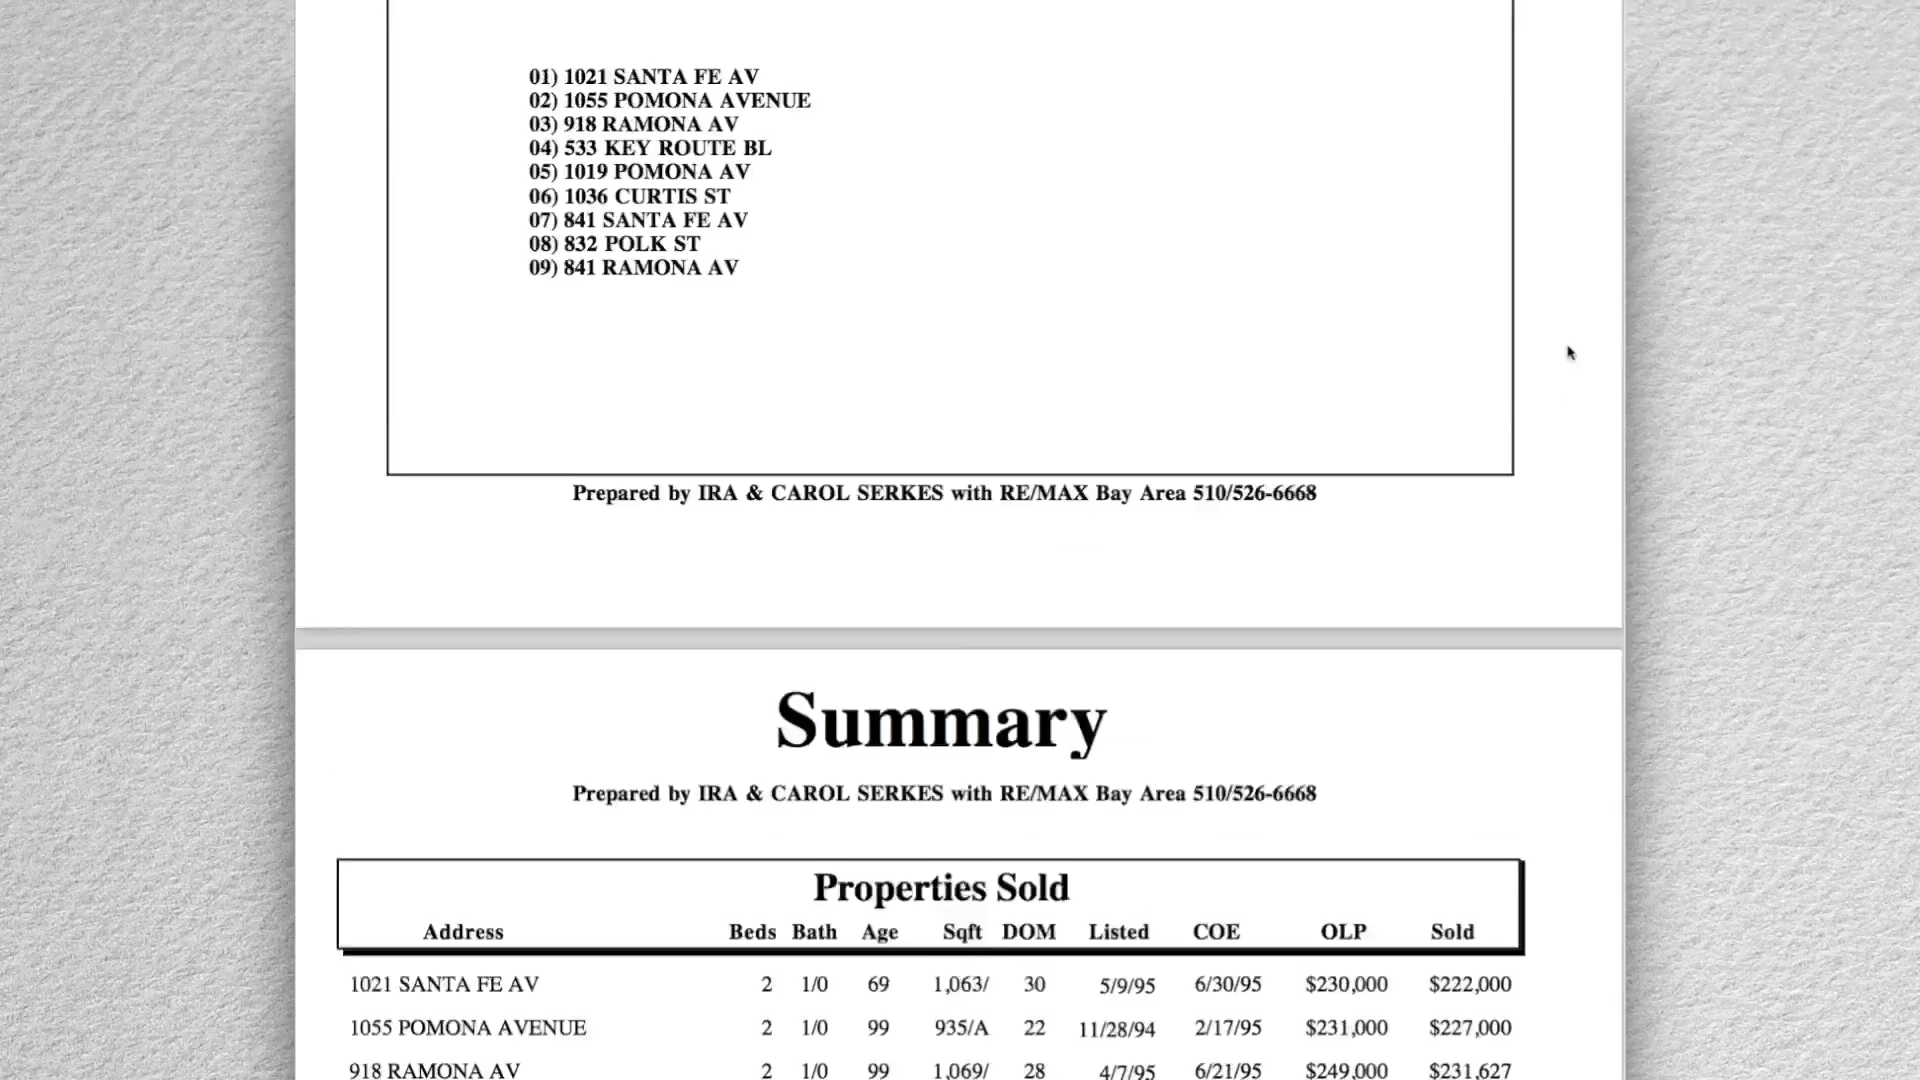 01) 1021 SANTA FE AV
02) 1055 POMONA AVENUE
03) 918 RAMONA AV
04) 533 KEY ROUTE BL
05) 1019 POMONA AV
06) 1036 CURTIS ST
07) 841 SANTA FE AV
08) 832 POLK ST
09) 841 RAMONA AV
Prepared by IRA & CAROL SERKES with RE/MAX Bay Area 510/526-6668
Summary
Prepared by IRA & CAROL SERKES with RE/MAX Bay Area 510/526-6668
Properties Sold
Address Beds Bath Age Sqft DOM Listed COE OLP Sold
1021 SANTA FE AV 2 1/0 69 1,063/ 30 5/9/95 6/30/95 $230,000 $222,000
1055 POMONA AVENUE 2 1/0 99 935/A 22 11/28/94 2/17/95 $231,000 $227,000
918 RAMONA AV 2 1/0 99 1,069/ 28 4/7/95 6/21/95 $249,000 $231,627